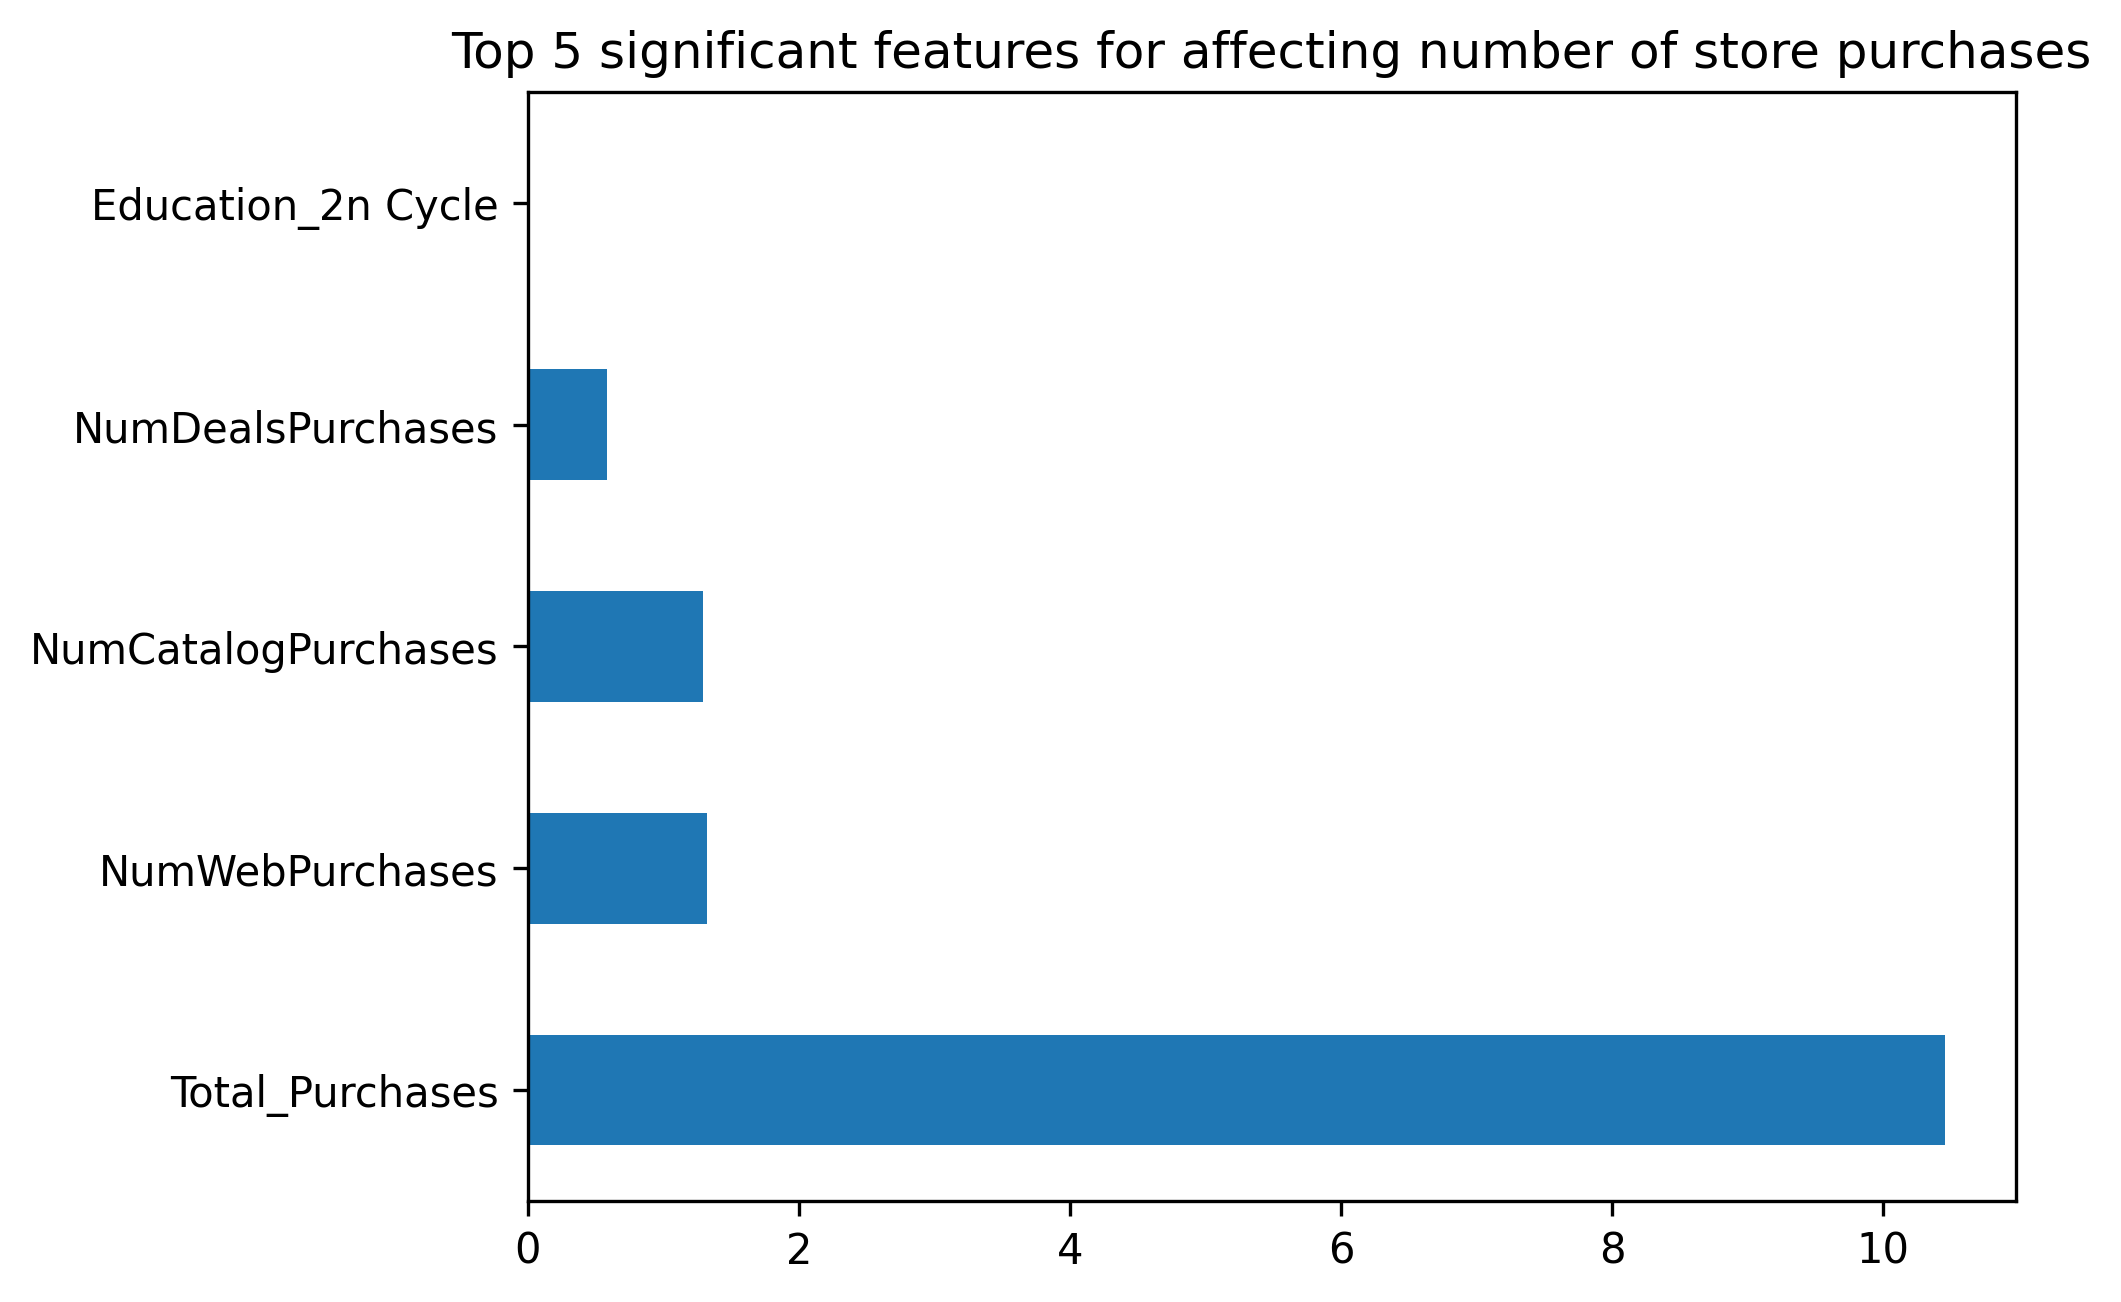 Top 5 significant features for affecting number of store purchases
Education_2n Cycle
NumDealsPurchases
NumCatalogPurchases
NumWebPurchases
Total_Purchases
0 2 4 6 8 10